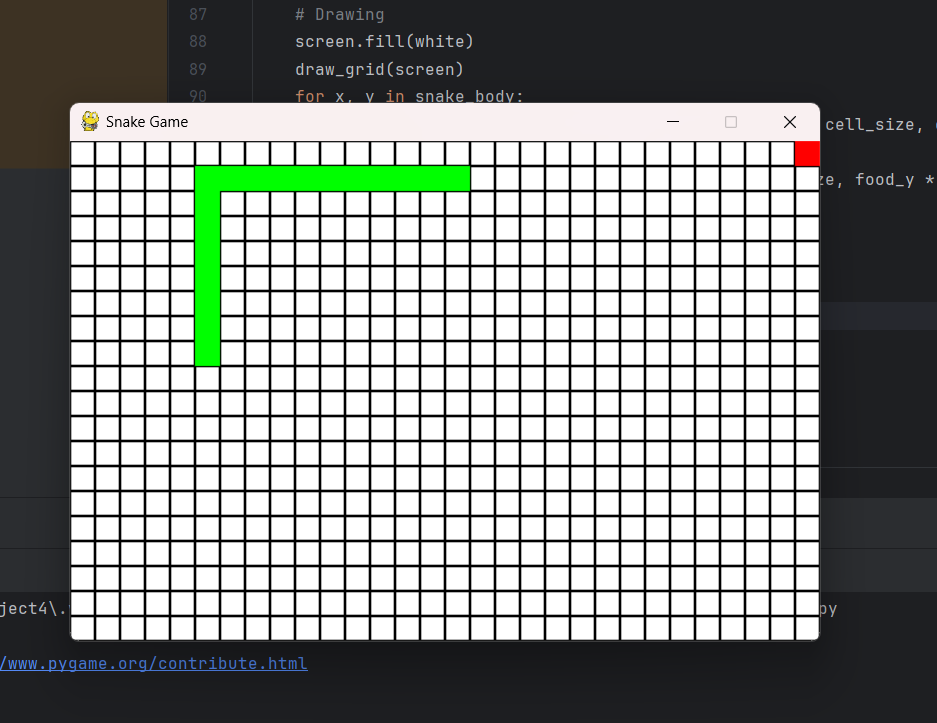 87 # Drawing
88 screen.fill(white)
89 draw_grid(screen)
90 for x, y in snake_body:
Snake Game
cell_size,
ze, food_y *
ject4\.
py
/www.pygame.org/contribute.html